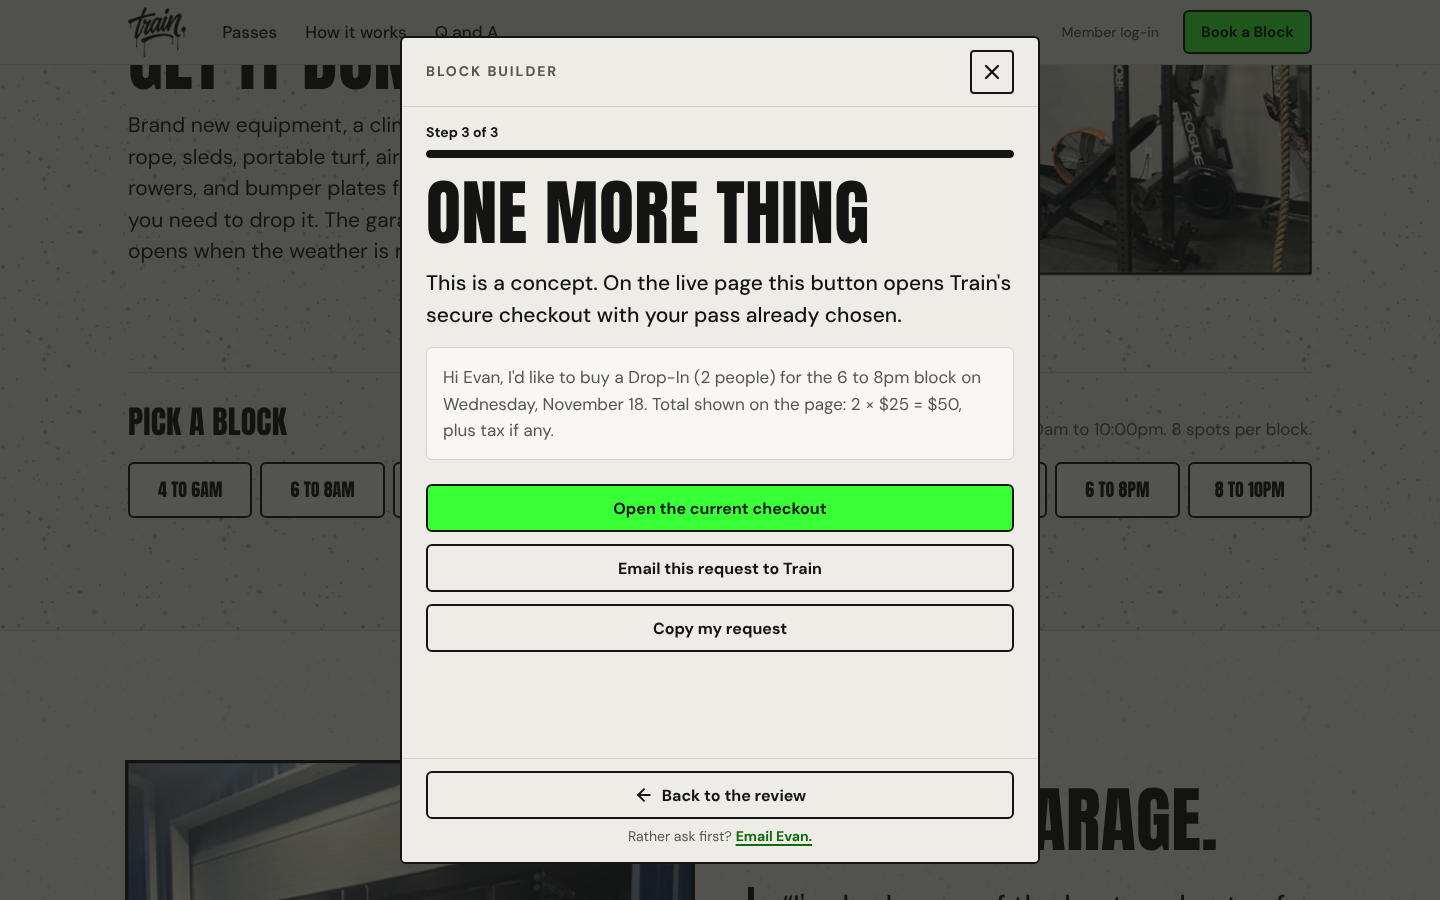 train.
Passes
How it works
Q and A
Member log-in
Book a Block
Brand new equipment, a
rope, sleds, portable turf, air
rowers, and bumper plates
you need to drop it. The
opens when the weather is
ROGUE
PICK A BLOCK
to 10:00pm. 8 spots per block.
4 TO 6AM
6 TO 8AM
6 TO 8PM
8 TO 10PM
BLOCK BUILDER
Step 3 of 3
ONE MORE THING
This is a concept. On the live page this button opens Train's
secure checkout with your pass already chosen.
Hi Evan, I'd like to buy a Drop-In (2 people) for the 6 to 8pm block on
Wednesday, November 18. Total shown on the page: 2 × $25 = $50,
plus tax if any.
Open the current checkout
Email this request to Train
Copy my request
Back to the review
Rather ask first? Email Evan.